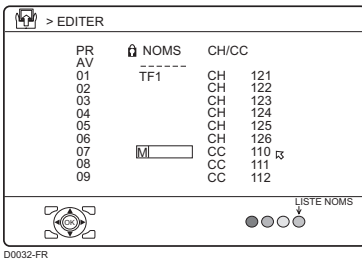 > EDITER
PR NOMS CH/CC
AV ------
01 TF1 CH 121
02 CH 122
03 CH 123
04 CH 124
05 CH 125
06 CH 126
07 M CC 110
08 CC 111
09 CC 112
LISTE NOMS
OK
D0032-FR